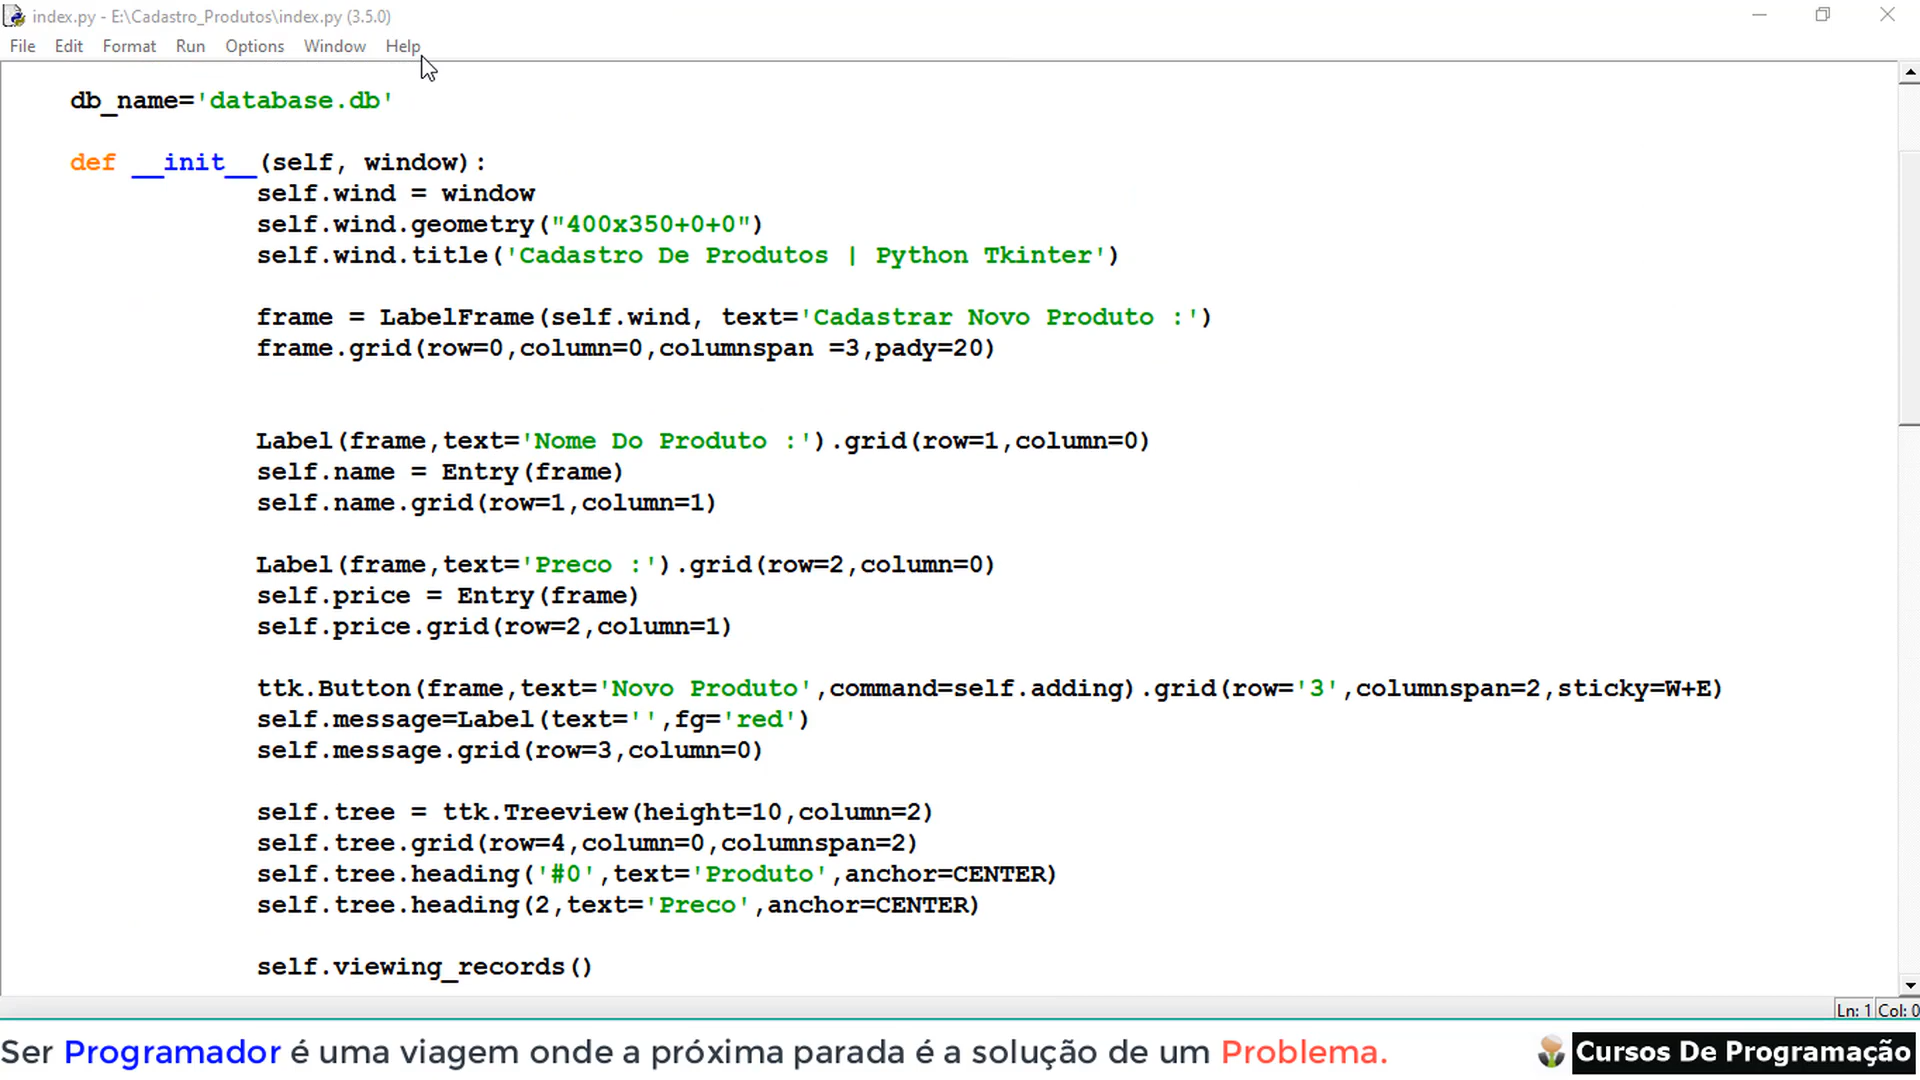 index.py - E:\Cadastro_Produtos\index.py (3.5.0)
File Edit Format Run Options Window Help
db_name='database.db'
def __init__(self, window):
self.wind = window
self.wind.geometry("400x350+0+0")
self.wind.title('Cadastro De Produtos | Python Tkinter')
frame = LabelFrame(self.wind, text='Cadastrar Novo Produto :')
frame.grid(row=0,column=0,columnspan =3,pady=20)
Label(frame,text='Nome Do Produto :').grid(row=1,column=0)
self.name = Entry(frame)
self.name.grid(row=1,column=1)
Label(frame,text='Preco :').grid(row=2,column=0)
self.price = Entry(frame)
self.price.grid(row=2,column=1)
ttk.Button(frame,text='Novo Produto',command=self.adding).grid(row='3',columnspan=2,sticky=W+E)
self.message=Label(text='',fg='red')
self.message.grid(row=3,column=0)
self.tree = ttk.Treeview(height=10,column=2)
self.tree.grid(row=4,column=0,columnspan=2)
self.tree.heading('#0',text='Produto',anchor=CENTER)
self.tree.heading(2,text='Preco',anchor=CENTER)
self.viewing_records()
Ln: 1 Col: 0
Ser Programador é uma viagem onde a próxima parada é a solução de um Problema.
Cursos De Programação